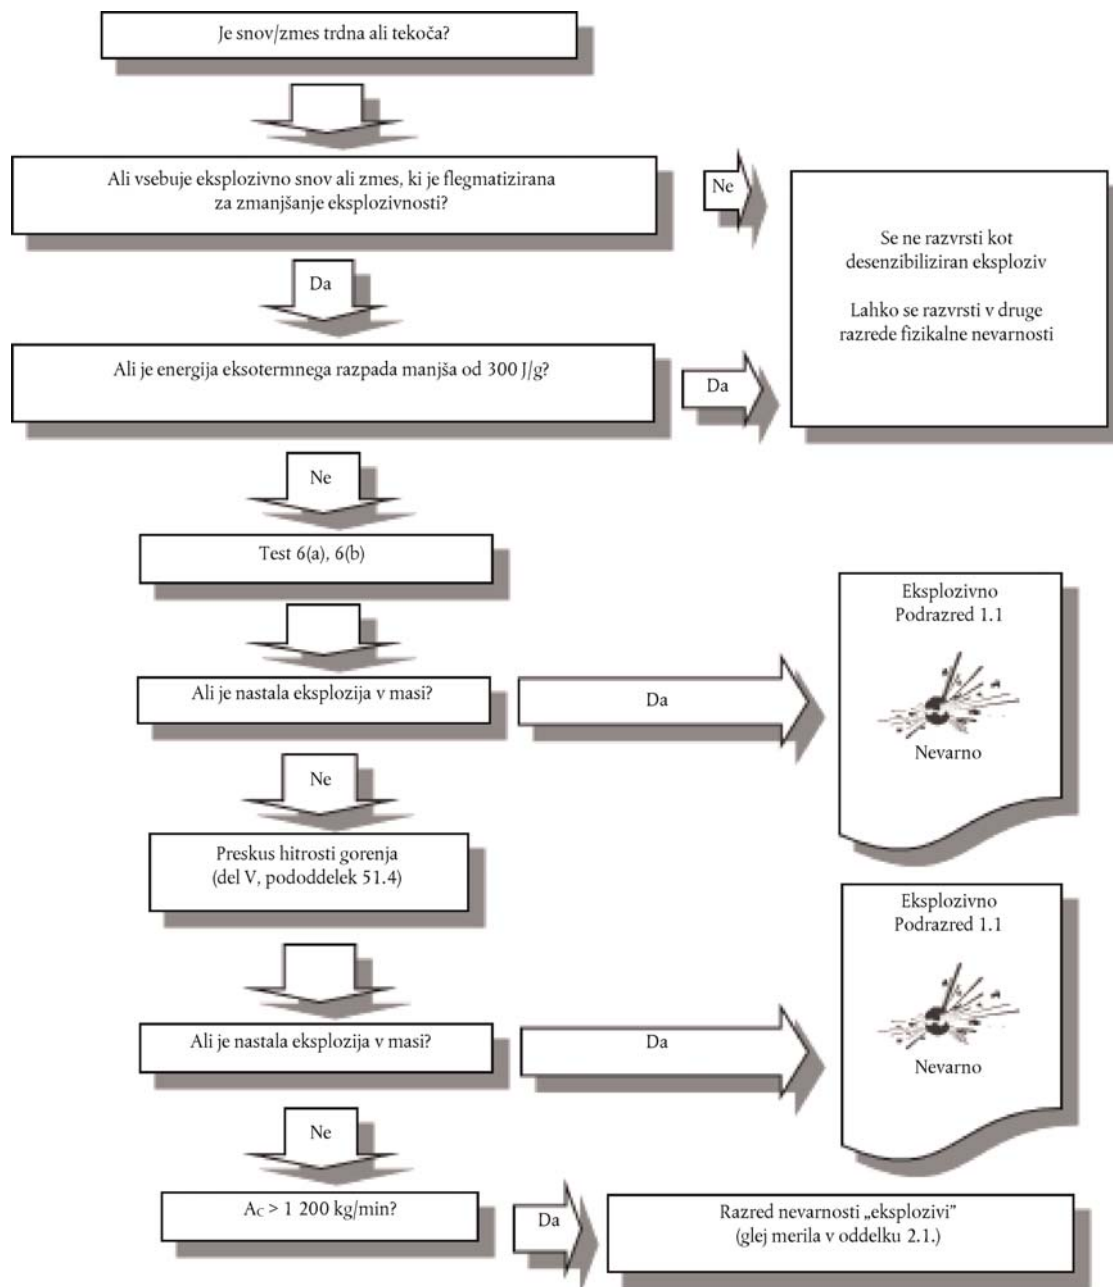 Je snov/zmes trdna ali tekoča?
Ali vsebuje eksplozivno snov ali zmes, ki je flegmatizirana
za zmanjšanje eksplozivnosti?
Ne
Se ne razvrsti kot
desenzibiliziran eksploziv
Lahko se razvrsti v druge
razrede fizikalne nevarnosti
Da
Ali je energija eksotermnega razpada manjša od 300 J/g?
Da
Ne
Test 6(a), 6(b)
Ali je nastala eksplozija v masi?
Da
Eksplozivno
Podrazred 1.1
Nevarno
Ne
Preskus hitrosti gorenja
(del V, pododdelek 51.4)
Ali je nastala eksplozija v masi?
Da
Eksplozivno
Podrazred 1.1
Nevarno
Ne
AC > 1 200 kg/min?
Da
Razred nevarnosti „eksplozivi”
(glej merila v oddelku 2.1.)